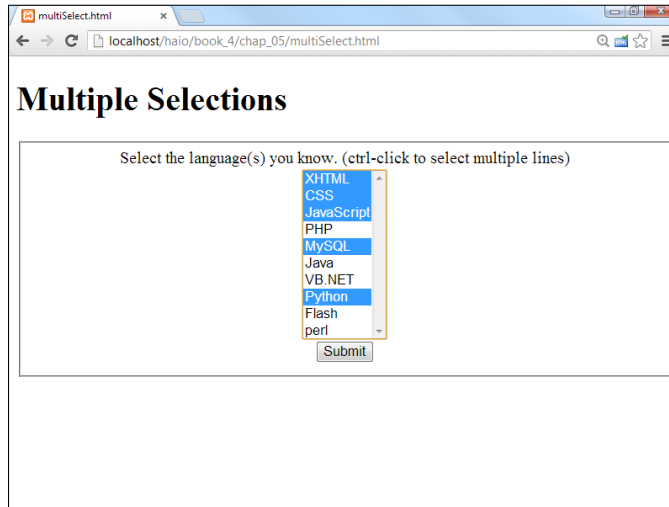 multiSelect.html
localhost/haio/book_4/chap_05/multiSelect.html
Multiple Selections
Select the language(s) you know. (ctrl-click to select multiple lines)
XHTML
CSS
JavaScript
PHP
MySQL
Java
VB.NET
Python
Flash
perl
Submit